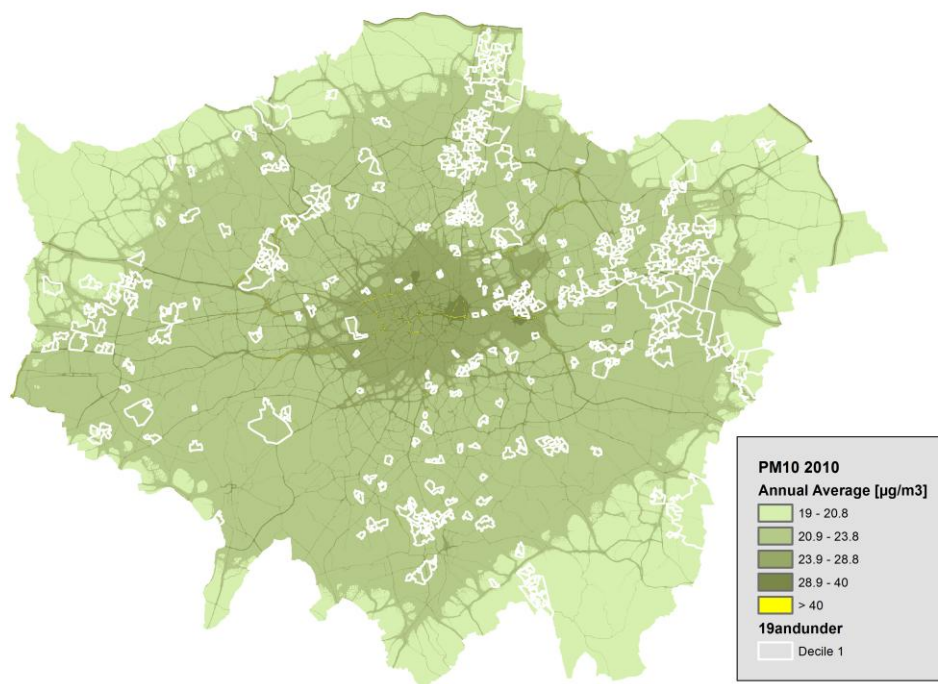 PM10 2010
Annual Average [µg/m3]
19 - 20.8
20.9 - 23.8
23.9 - 28.8
28.9 - 40
> 40
19andunder
Decile 1